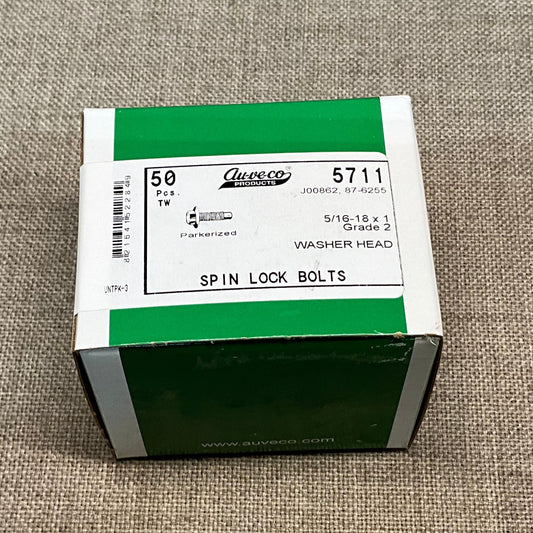 50
Pcs.
TW
au-ve-co
PRODUCTS
5711
J00862, 87-6255
Parkerized
5/16-18 x 1
Grade 2
WASHER HEAD
SPIN LOCK BOLTS
UNTPK-3
www.auveco.com